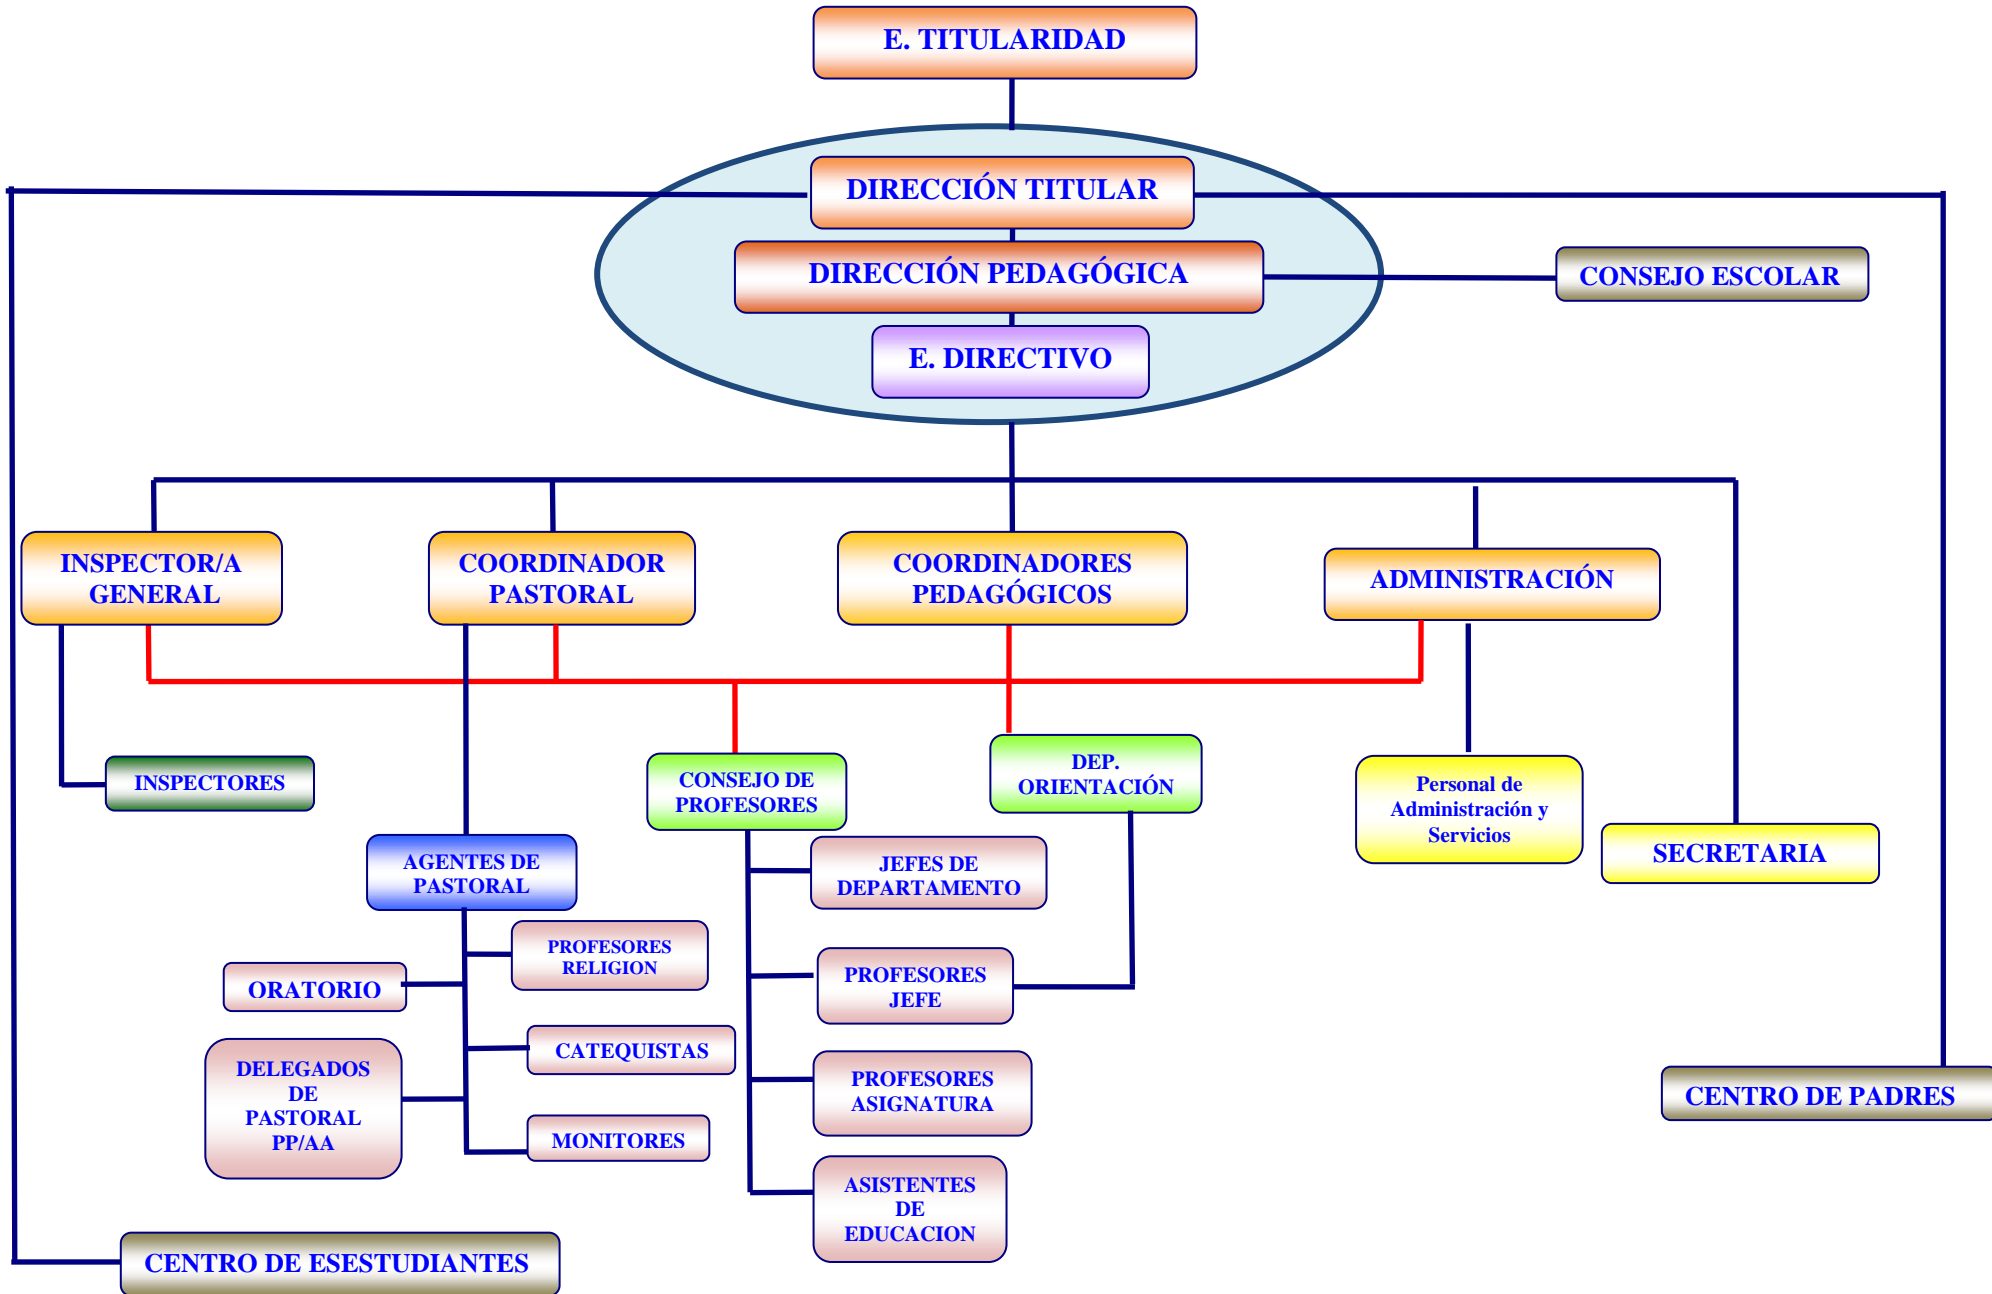 E. TITULARIDAD
DIRECCIÓN TITULAR
DIRECCIÓN PEDAGÓGICA
CONSEJO ESCOLAR
E. DIRECTIVO
INSPECTOR/A
GENERAL
COORDINADOR
PASTORAL
COORDINADORES
PEDAGÓGICOS
ADMINISTRACIÓN
INSPECTORES
CONSEJO DE
PROFESORES
DEP.
ORIENTACIÓN
Personal de
Administración y
Servicios
SECRETARIA
AGENTES DE
PASTORAL
JEFES DE
DEPARTAMENTO
PROFESORES
RELIGION
ORATORIO
PROFESORES
JEFE
CATEQUISTAS
DELEGADOS
DE
PASTORAL
PP/AA
PROFESORES
ASIGNATURA
CENTRO DE PADRES
MONITORES
ASISTENTES
DE
EDUCACION
CENTRO DE ESESTUDIANTES